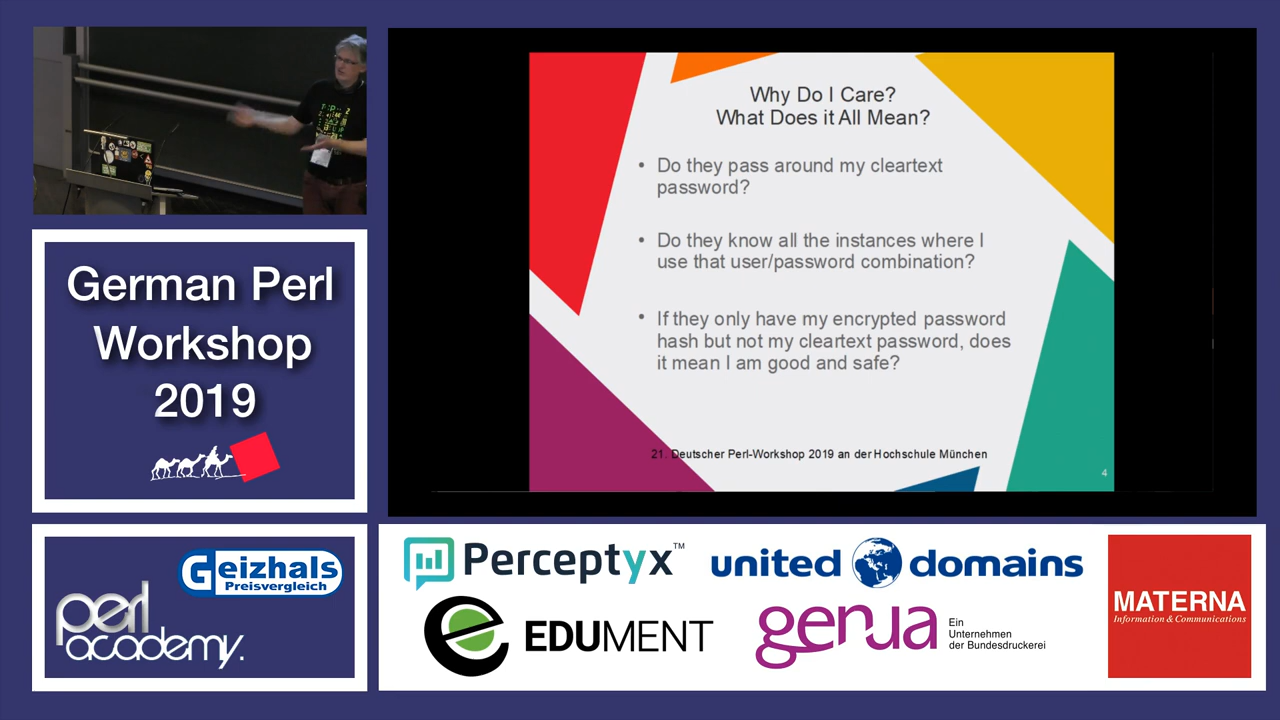 Why Do I Care?
What Does it All Mean?
• Do they pass around my cleartext
password?
• Do they know all the instances where I
use that user/password combination?
• If they only have my encrypted password
hash but not my cleartext password, does
it mean I am good and safe?
21. Deutscher Perl-Workshop 2019 an der Hochschule München
4
German Perl
Workshop
2019
Geizhals
Preisvergleich
perl
academy.
Perceptyx™
united domains
EDUMENT
genua
Ein
Unternehmen
der Bundesdruckerei
MATERNA
Information & Communications